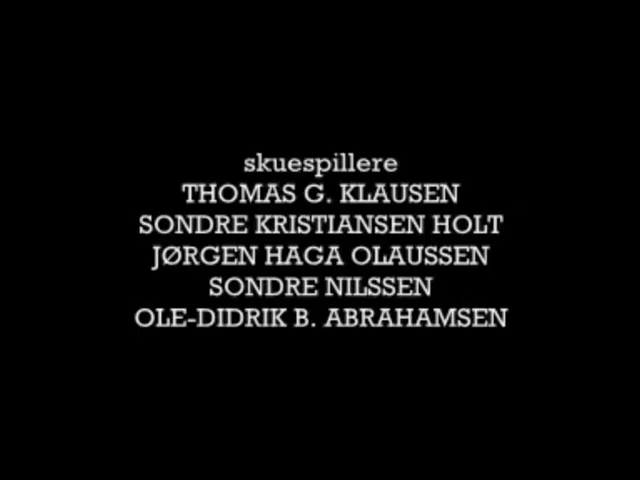 skuespillere
THOMAS G. KLAUSEN
SONDRE KRISTIANSEN HOLT
JØRGEN HAGA OLAUSSEN
SONDRE NILSSEN
OLE-DIDRIK B. ABRAHAMSEN